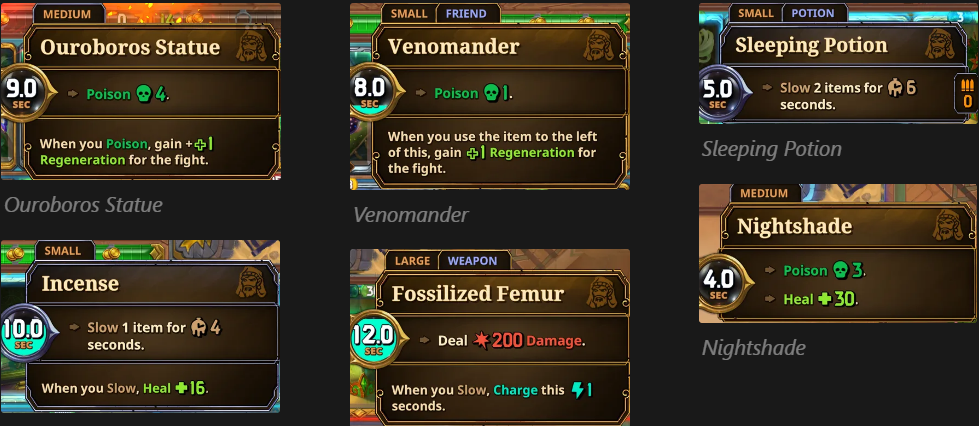 MEDIUM
Ouroboros Statue
9.0
SEC
Poison 4.
When you Poison, gain +1
Regeneration for the fight.
Ouroboros Statue
SMALL
Incense
10.0
SEC
Slow 1 item for 4
seconds.
When you Slow, Heal +16.
SMALL FRIEND
Venomander
8.0
SEC
Poison 1.
When you use the item to the left
of this, gain +1 Regeneration for
the fight.
Venomander
LARGE WEAPON
Fossilized Femur
12.0
SEC
Deal 200 Damage.
When you Slow, Charge this 1
seconds.
SMALL POTION
Sleeping Potion
5.0
SEC
Slow 2 items for 6
seconds.
0
Sleeping Potion
MEDIUM
Nightshade
4.0
SEC
Poison 3.
Heal +30.
Nightshade